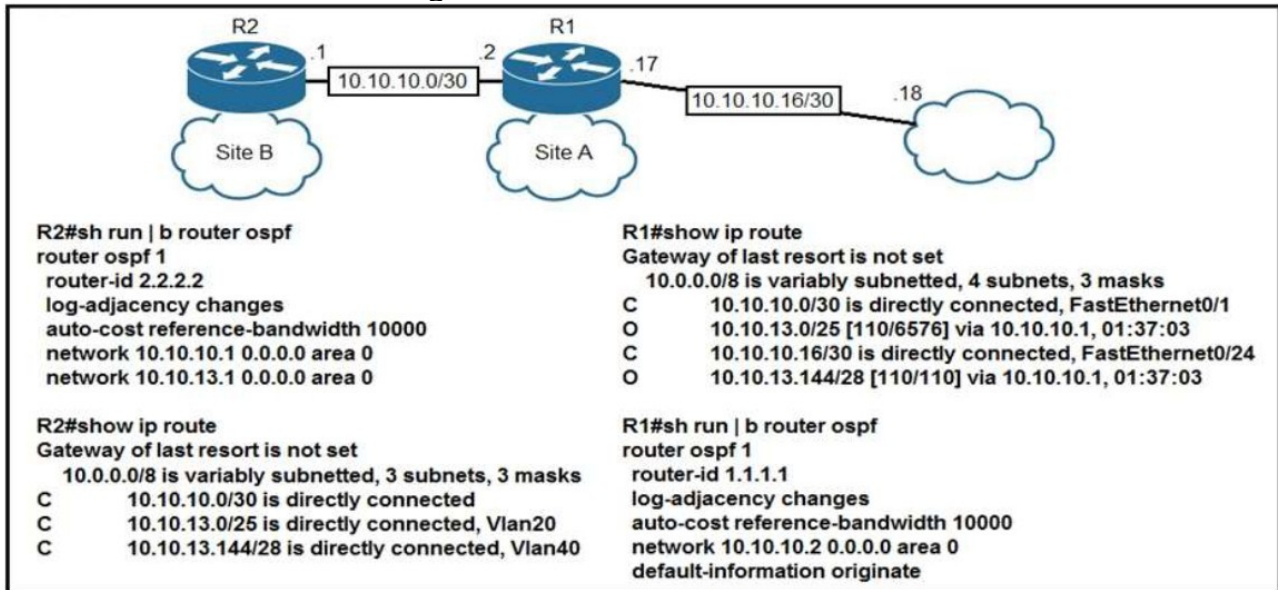 R2
R1
.1
.2
.17
10.10.10.0/30
10.10.10.16/30
.18
Site B
Site A
R2#sh run | b router ospf
router ospf 1
router-id 2.2.2.2
log-adjacency changes
auto-cost reference-bandwidth 10000
network 10.10.10.1 0.0.0.0 area 0
network 10.10.13.1 0.0.0.0 area 0
R2#show ip route
Gateway of last resort is not set
10.0.0.0/8 is variably subnetted, 3 subnets, 3 masks
C 10.10.10.0/30 is directly connected
C 10.10.13.0/25 is directly connected, Vlan20
C 10.10.13.144/28 is directly connected, Vlan40
R1#show ip route
Gateway of last resort is not set
10.0.0.0/8 is variably subnetted, 4 subnets, 3 masks
C 10.10.10.0/30 is directly connected, FastEthernet0/1
O 10.10.13.0/25 [110/6576] via 10.10.10.1, 01:37:03
C 10.10.10.16/30 is directly connected, FastEthernet0/24
O 10.10.13.144/28 [110/110] via 10.10.10.1, 01:37:03
R1#sh run | b router ospf
router ospf 1
router-id 1.1.1.1
log-adjacency changes
auto-cost reference-bandwidth 10000
network 10.10.10.2 0.0.0.0 area 0
default-information originate